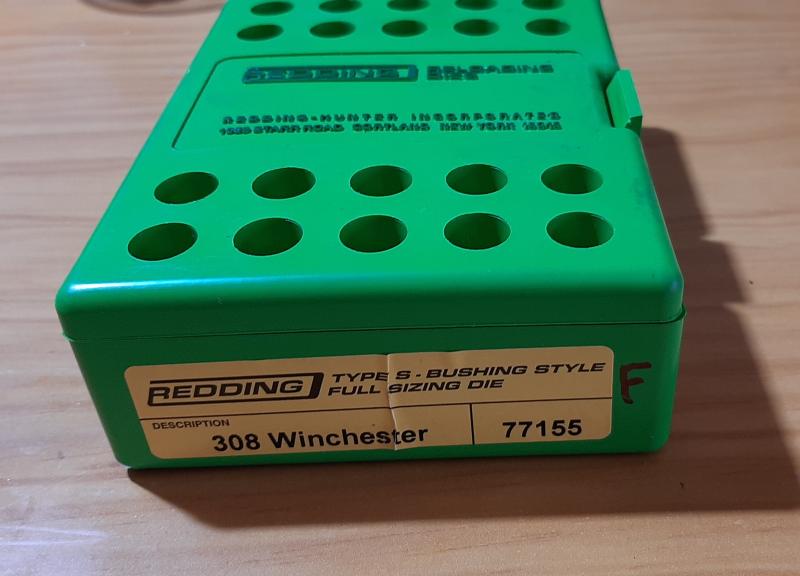 REDDING RELOADING
DIES
REDDING-HUNTER INCORPORATED
1089 STARR ROAD CORTLAND NEW YORK 13045
REDDING TYPE S - BUSHING STYLE
FULL SIZING DIE
F
DESCRIPTION
308 Winchester
77155